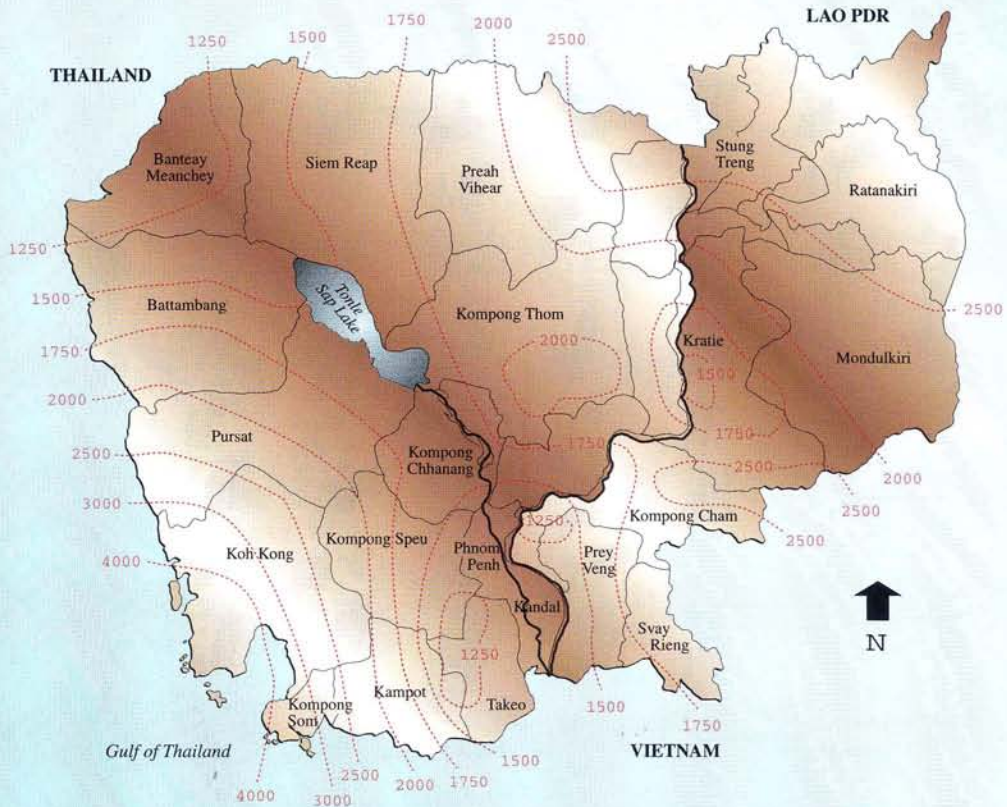 LAO PDR
1250
1500
1750
2000
2500
THAILAND
Banteay
Meanchey
Siem Reap
Preah
Vihear
Stung
Treng
Ratanakiri
1250
1500
1750
2000
2500
3000
4000
Battambang
Tonle
Sap Lake
Kompong Thom
2000
Kratie
1500
Mondulkiri
2500
Pursat
Kompong
Chhanang
1750
1750
2500
2000
2500
2500
Kompong Cham
1250
Koh Kong
Kompong Speu
Phnom
Penh
Prey
Veng
Kandal
Svay
Rieng
N
1250
Kampot
Takeo
Kompong
Som
Gulf of Thailand
VIETNAM
1500
1750
4000
3000
2500
2000
1750
1500